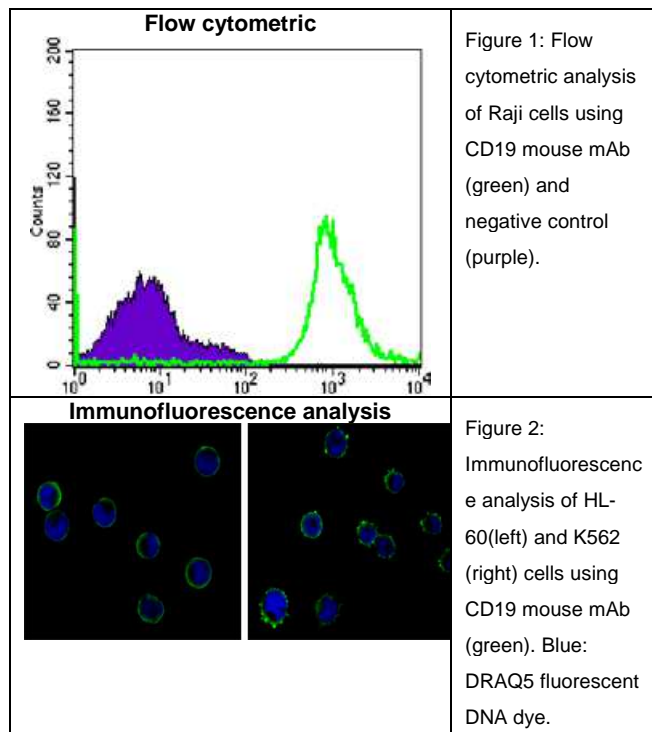 Flow cytometric
200
160
120
80
40
0
Counts
10⁰ 10¹ 10² 10³ 10⁴
Figure 1: Flow
cytometric analysis
of Raji cells using
CD19 mouse mAb
(green) and
negative control
(purple).
Immunofluorescence analysis
Figure 2:
Immunofluorescenc
e analysis of HL-
60(left) and K562
(right) cells using
CD19 mouse mAb
(green). Blue:
DRAQ5 fluorescent
DNA dye.